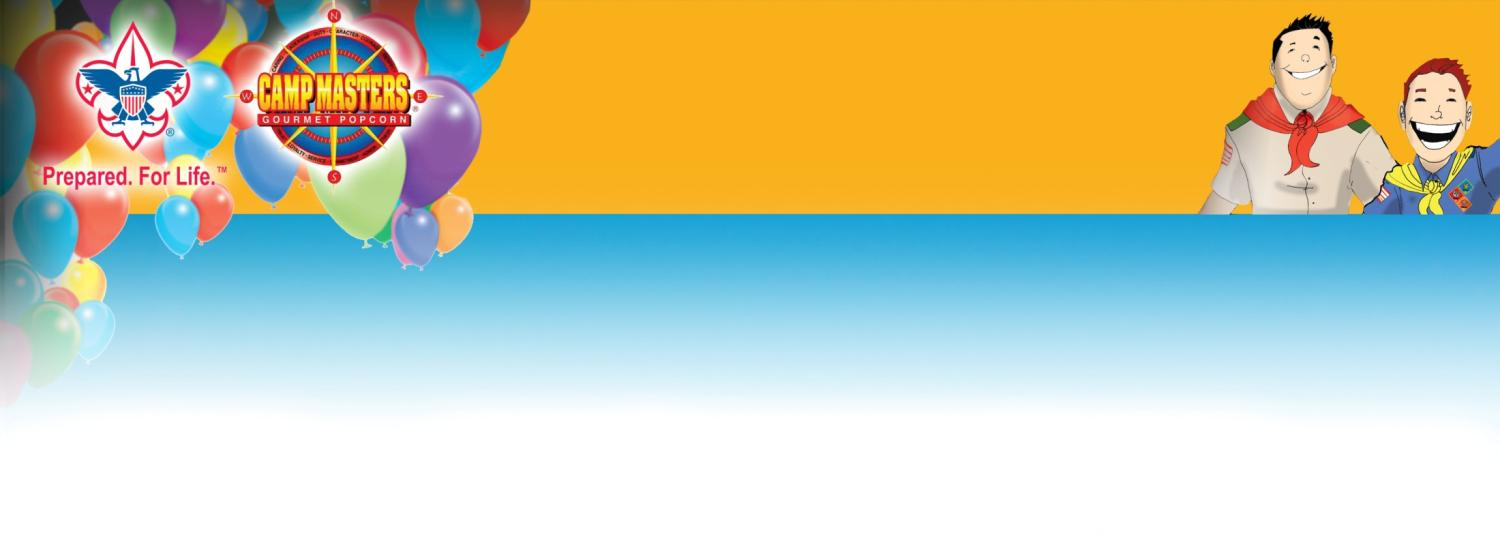 Prepared. For Life.™
®
N
W
E
S
CAMP MASTERS
®
GOURMET POPCORN